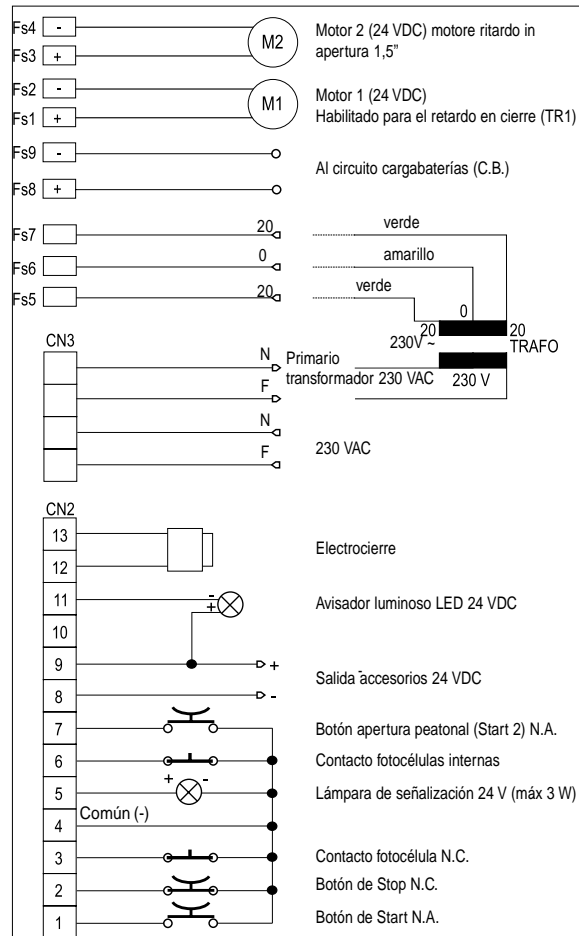 Fs4 - M2 Motor 2 (24 VDC) motore ritardo in
Fs3 + apertura 1,5”
Fs2 - M1 Motor 1 (24 VDC)
Fs1 + Habilitado para el retardo en cierre (TR1)
Fs9 -
Al circuito cargabaterías (C.B.)
Fs8 +
Fs7 20 verde
Fs6 0 amarillo
Fs5 20 verde
0
20 20
230V ~ TRAFO
CN3
N Primario
transformador 230 VAC 230 V
F
N
230 VAC
F
CN2
13
Electrocierre
12
11 - + Avisador luminoso LED 24 VDC
10
9 +
Salida accesorios 24 VDC
8 -
7 Botón apertura peatonal (Start 2) N.A.
6 Contacto fotocélulas internas
5 + - Lámpara de señalización 24 V (máx 3 W)
4 Común (-)
3 Contacto fotocélula N.C.
2 Botón de Stop N.C.
1 Botón de Start N.A.